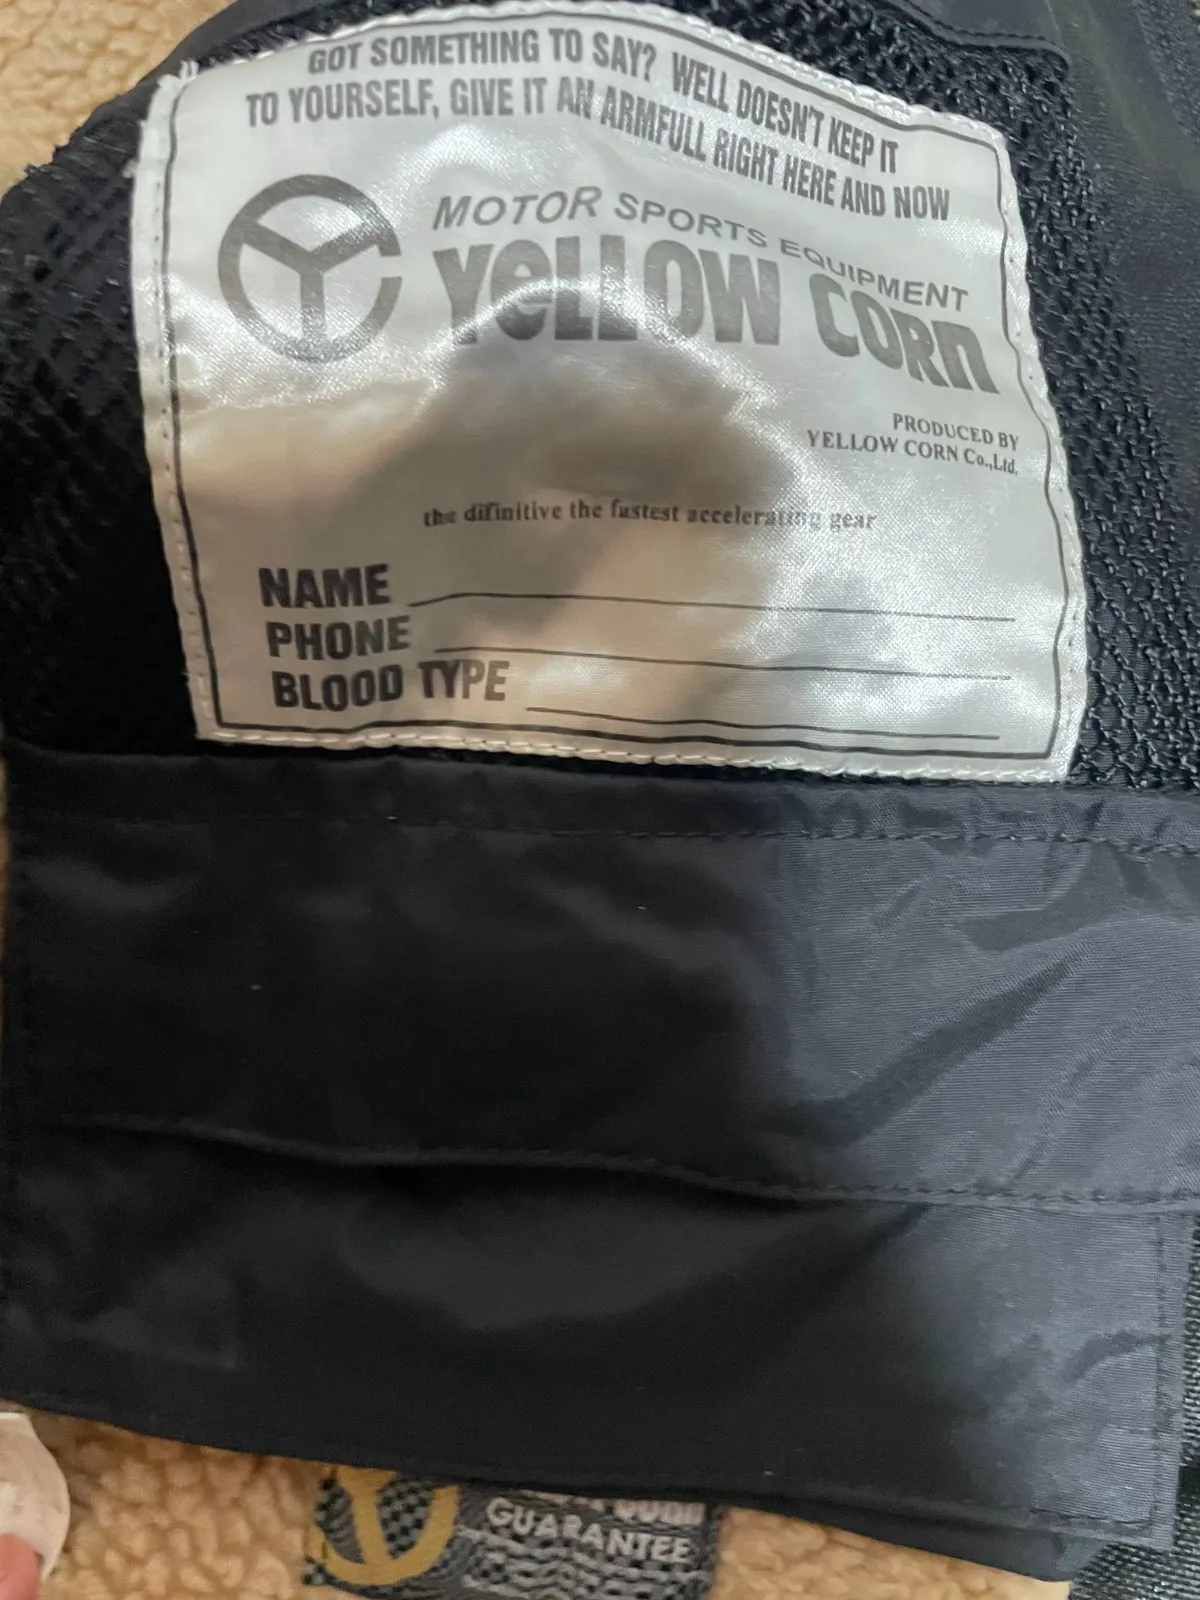 GOT SOMETHING TO SAY? WELL DOESN'T KEEP IT
TO YOURSELF, GIVE IT AN ARMFULL RIGHT HERE AND NOW
MOTOR SPORTS EQUIPMENT
YELLOW CORN
PRODUCED BY
YELLOW CORN Co.,Ltd.
the difinitive the fastest accelerating gear
NAME
PHONE
BLOOD TYPE
GUARANTEE